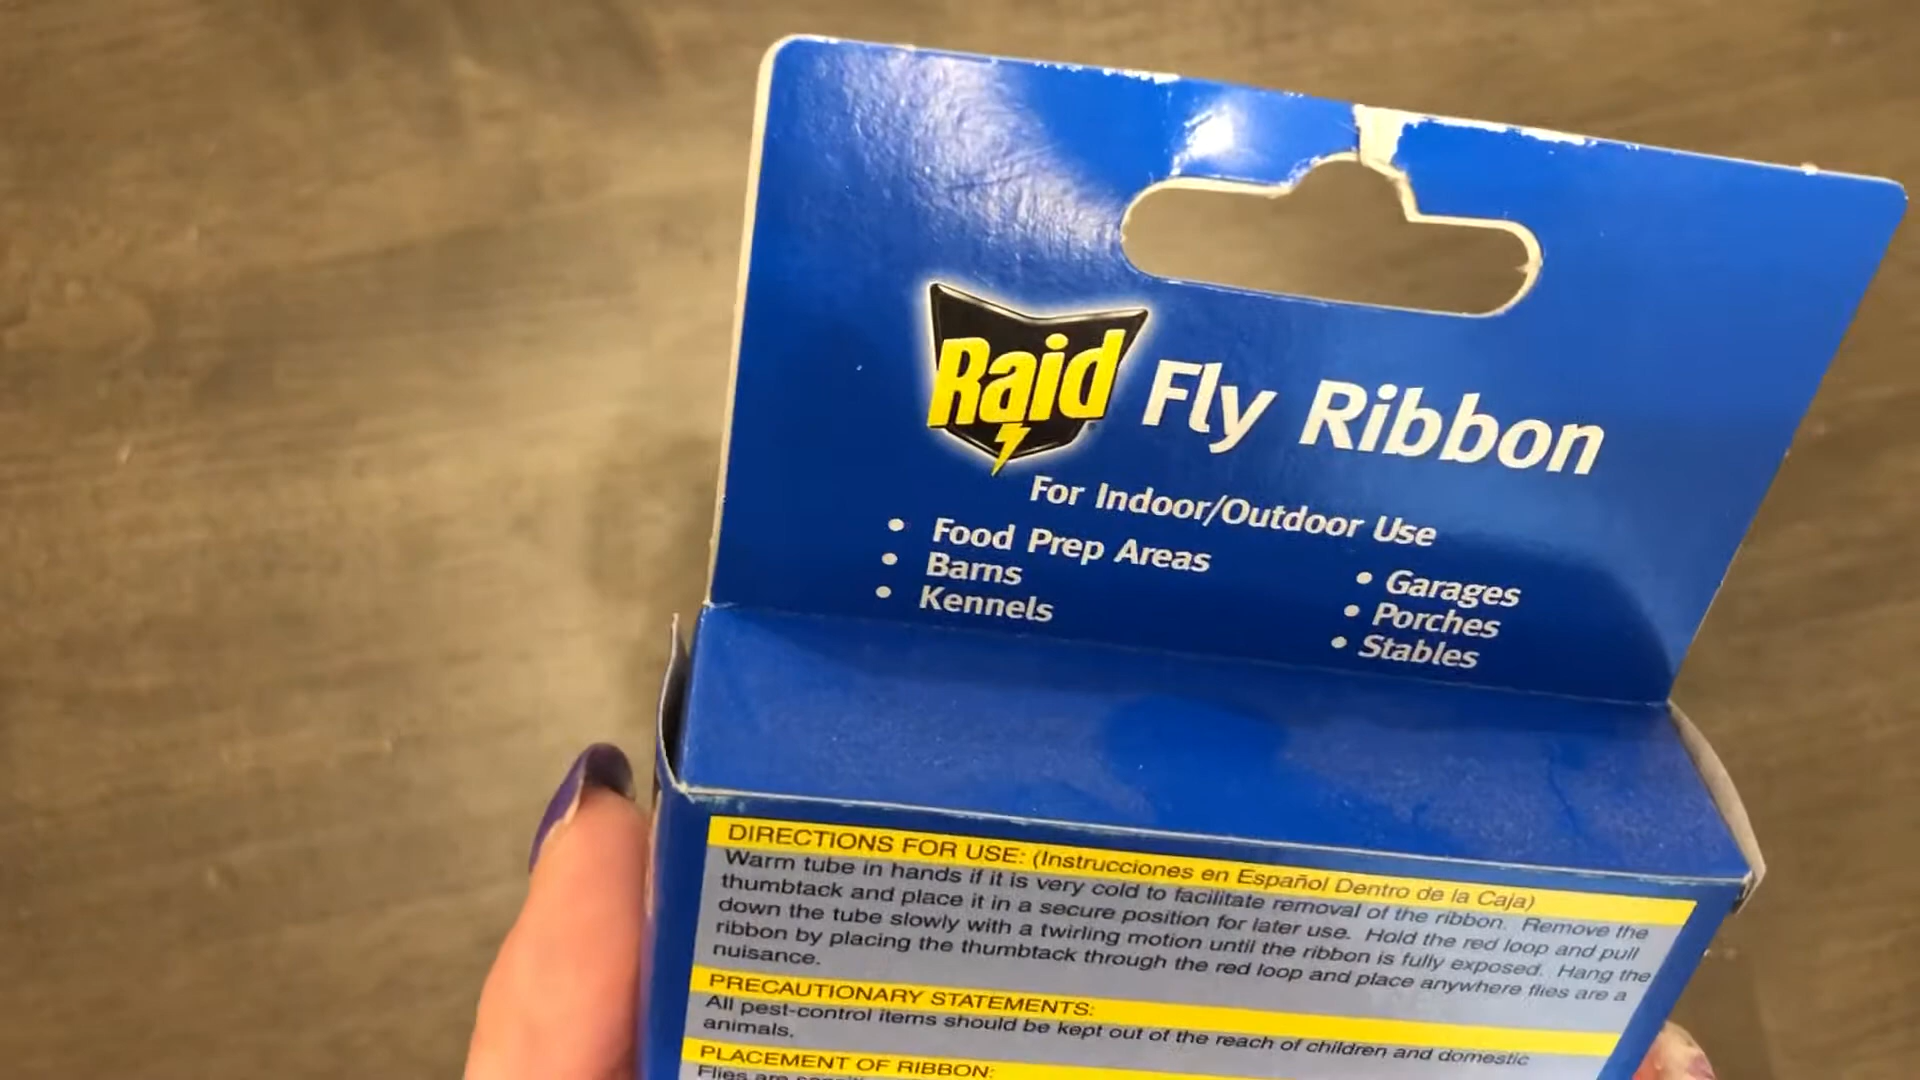 Raid Fly Ribbon
For Indoor/Outdoor Use
• Food Prep Areas
• Barns
• Kennels
• Garages
• Porches
• Stables
DIRECTIONS FOR USE: (Instrucciones en Español Dentro de la Caja)
Warm tube in hands if it is very cold to facilitate removal of the ribbon. Remove the
thumbtack and place it in a secure position for later use. Hold the red loop and pull
down the tube slowly with a twirling motion until the ribbon is fully exposed. Hang the
ribbon by placing the thumbtack through the red loop and place anywhere flies are a
nuisance.
PRECAUTIONARY STATEMENTS:
All pest-control items should be kept out of the reach of children and domestic
animals.
PLACEMENT OF RIBBON:
Flies are